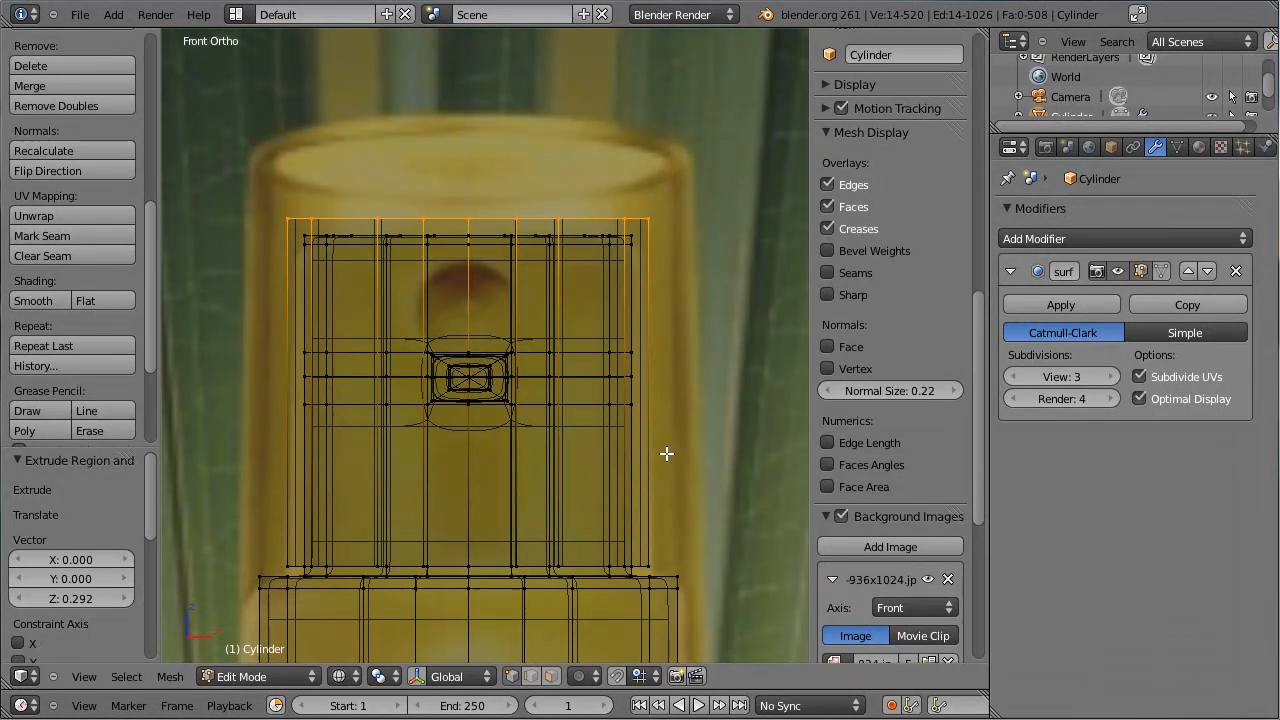 File Add Render Help Default Scene Blender Render blender.org 261 | Ve:14-520 | Ed:14-1026 | Fa:0-508 | Cylinder
Remove:
Delete
Merge
Remove Doubles
Normals:
Recalculate
Flip Direction
UV Mapping:
Unwrap
Mark Seam
Clear Seam
Shading:
Smooth Flat
Repeat:
Repeat Last
History...
Grease Pencil:
Draw Line
Poly Erase
Extrude Region and
Extrude
Translate
Vector
X: 0.000
Y: 0.000
Z: 0.292
Constraint Axis
X
Front Ortho
(1) Cylinder
Cylinder
Display
Motion Tracking
Mesh Display
Overlays:
Edges
Faces
Creases
Bevel Weights
Seams
Sharp
Normals:
Face
Vertex
Normal Size: 0.22
Numerics:
Edge Length
Faces Angles
Face Area
Background Images
Add Image
-936x1024.jp
Axis: Front
Image Movie Clip
View Search All Scenes
RenderLayers
World
Camera
Cylinder
Cylinder
Modifiers
Add Modifier
surf
Apply Copy
Catmull-Clark Simple
Subdivisions: Options:
View: 3 Subdivide UVs
Render: 4 Optimal Display
View Select Mesh Edit Mode Global
View Marker Frame Playback Start: 1 End: 250 1 No Sync